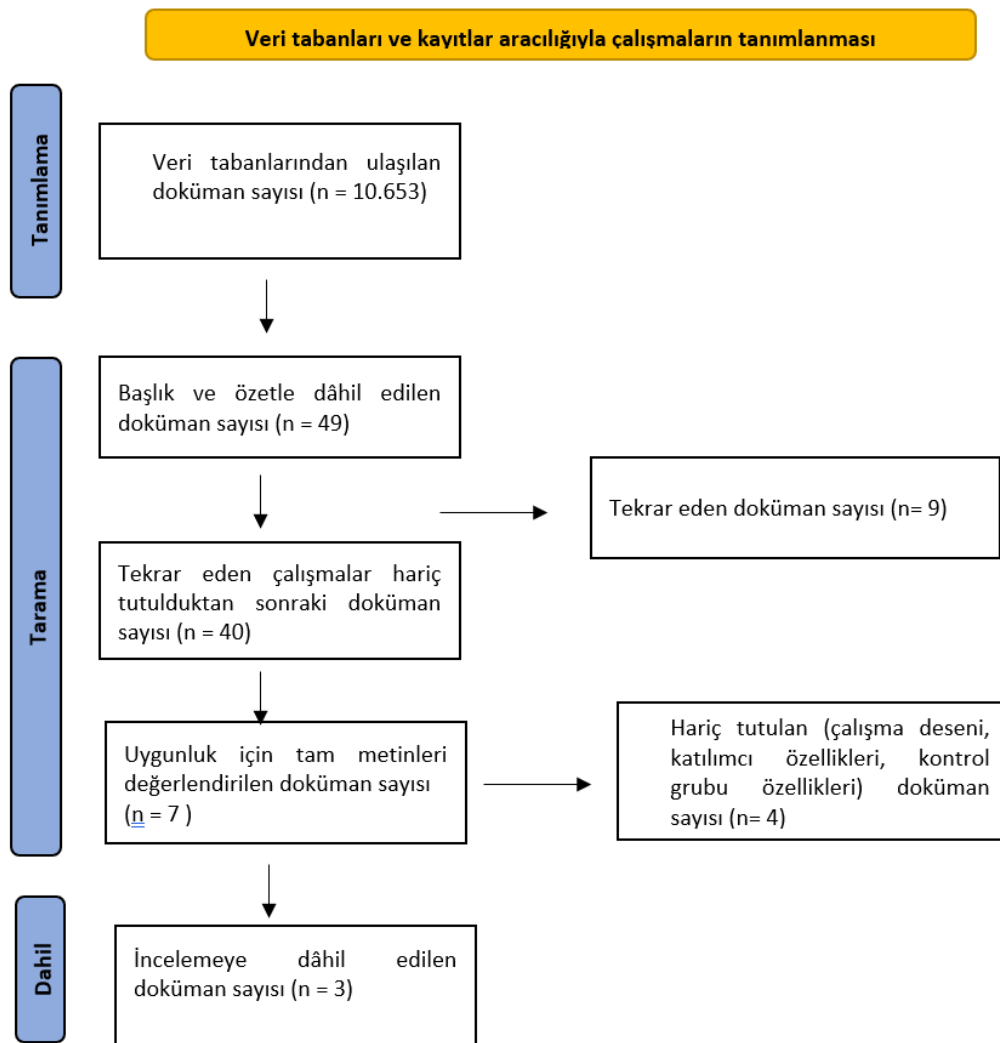 Veri tabanları ve kayıtlar aracılığıyla çalışmaların tanımlanması
Tanımlama
Veri tabanlarından ulaşılan
doküman sayısı (n = 10.653)
Tarama
Başlık ve özetle dâhil edilen
doküman sayısı (n = 49)
Tekrar eden doküman sayısı (n= 9)
Tekrar eden çalışmalar hariç
tutulduktan sonraki doküman
sayısı (n = 40)
Uygunluk için tam metinleri
değerlendirilen doküman sayısı
(n = 7 )
Hariç tutulan (çalışma deseni,
katılımcı özellikleri, kontrol
grubu özellikleri) doküman
sayısı (n= 4)
Dahil
İncelemeye dâhil edilen
doküman sayısı (n = 3)